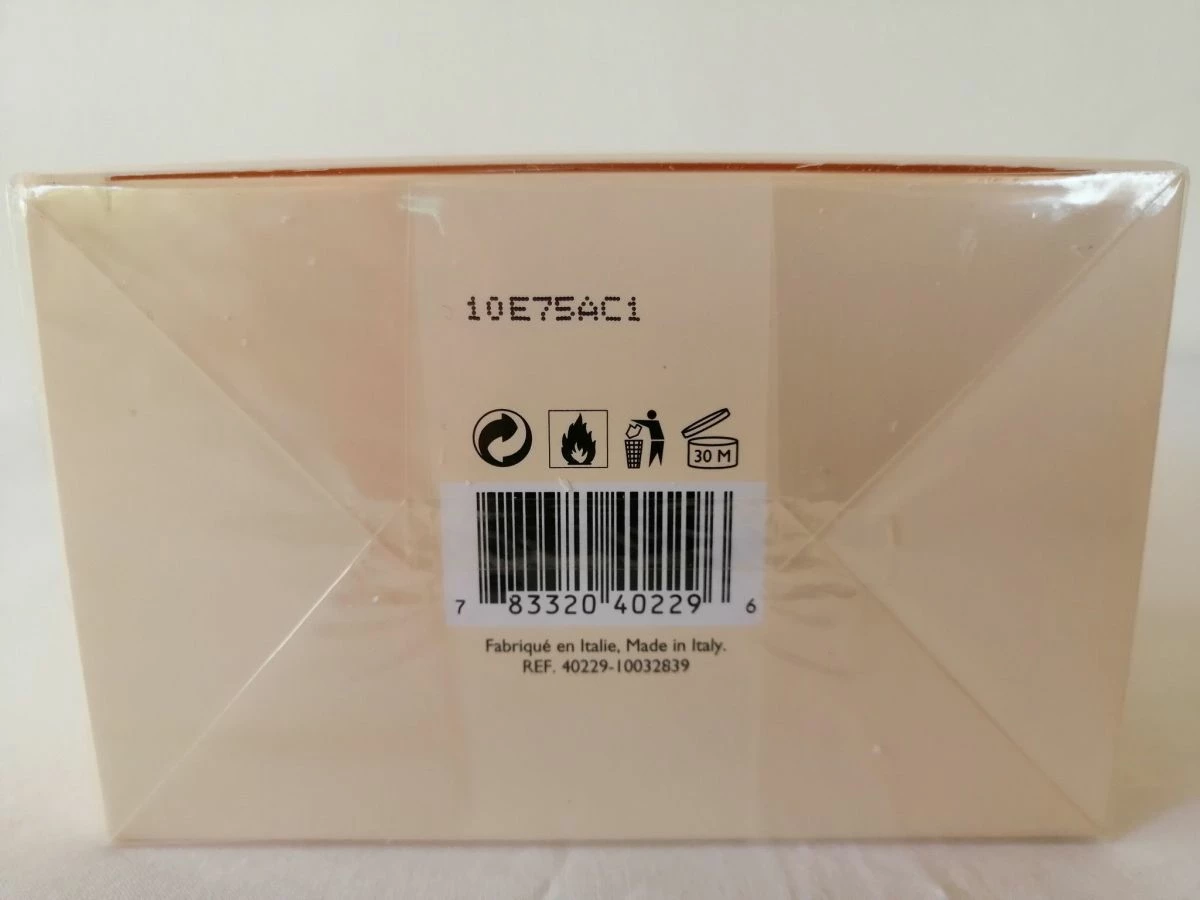 10E75AC1
30 M
7 83320 40229 6
Fabriqué en Italie, Made in Italy.
REF. 40229-10032839